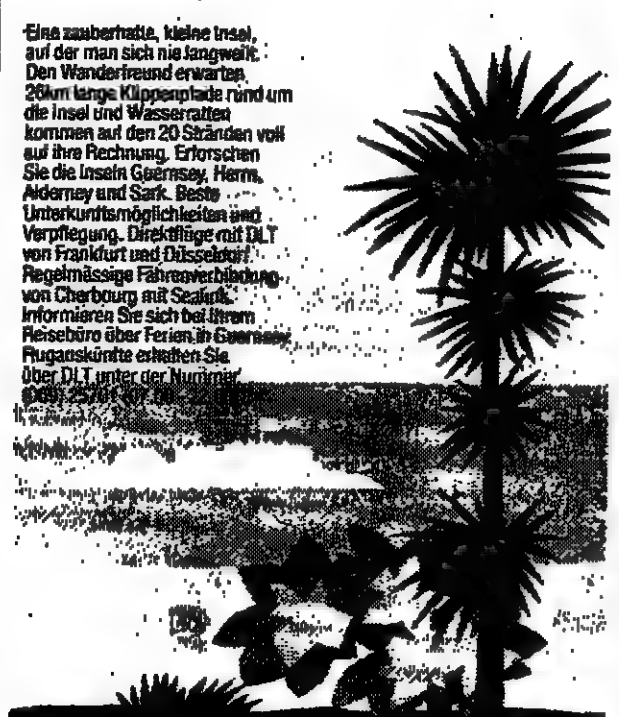 Eine zauberhafte, kleine Insel,
auf der man sich nie langweilt.
Den Wanderfreund erwarten,
26km lange Klippenpfade rund um
die Insel und Wasserratten
kommen auf den 20 Stränden voll
auf ihre Rechnung. Erforschen
Sie die Inseln Guernsey, Herm,
Alderney und Sark. Beste
Unterkunftsmöglichkeiten und
Verpflegung. Direktflüge mit DLT
von Frankfurt und Düsseldorf.
Regelmässige Fährenverbindung
von Cherbourg mit Sealink.
Informieren Sie sich bei Ihrem
Reisebüro über Ferien in Guernsey.
Flugauskünfte erhalten Sie
über DLT unter der Nummer